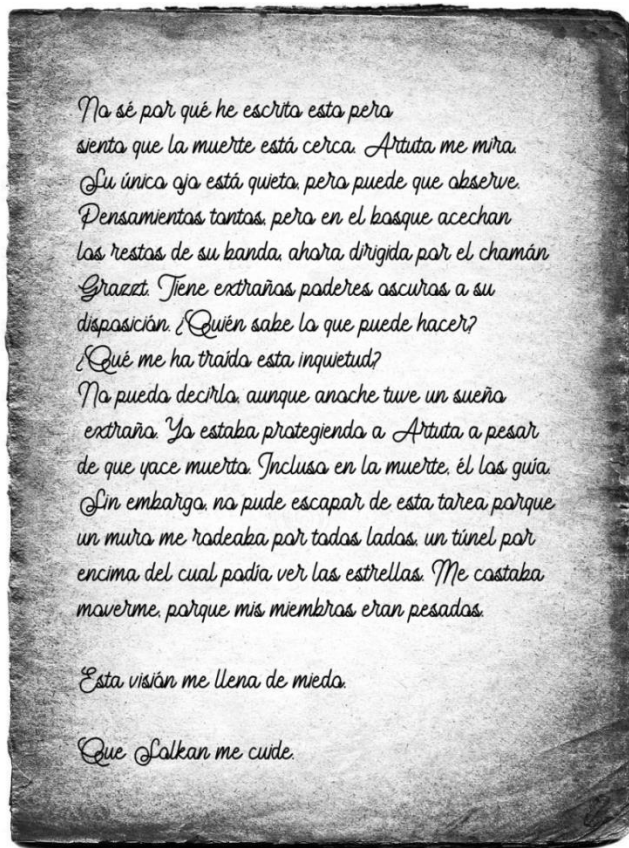 No sé por qué he escrito esto pero
siento que la muerte está cerca. Artuta me mira.
Su único ojo está quieto, pero puede que observe.
Pensamientos tontos, pero en el bosque acechan
los restos de su banda, ahora dirigida por el chamán
Grazzt. Tiene extraños poderes oscuros a su
disposición. ¿Quién sabe lo que puede hacer?
¿Qué me ha traído esta inquietud?
No puedo decirlo, aunque anoche tuve un sueño
extraño. Yo estaba protegiendo a Artuta a pesar
de que yace muerto. Incluso en la muerte, él los guía.
Sin embargo, no pude escapar de esta tarea porque
un muro me rodeaba por todos lados, un túnel por
encima del cual podía ver las estrellas. Me costaba
moverme, porque mis miembros eran pesados.
Esta visión me llena de miedo.
Que Solkan me cuide.